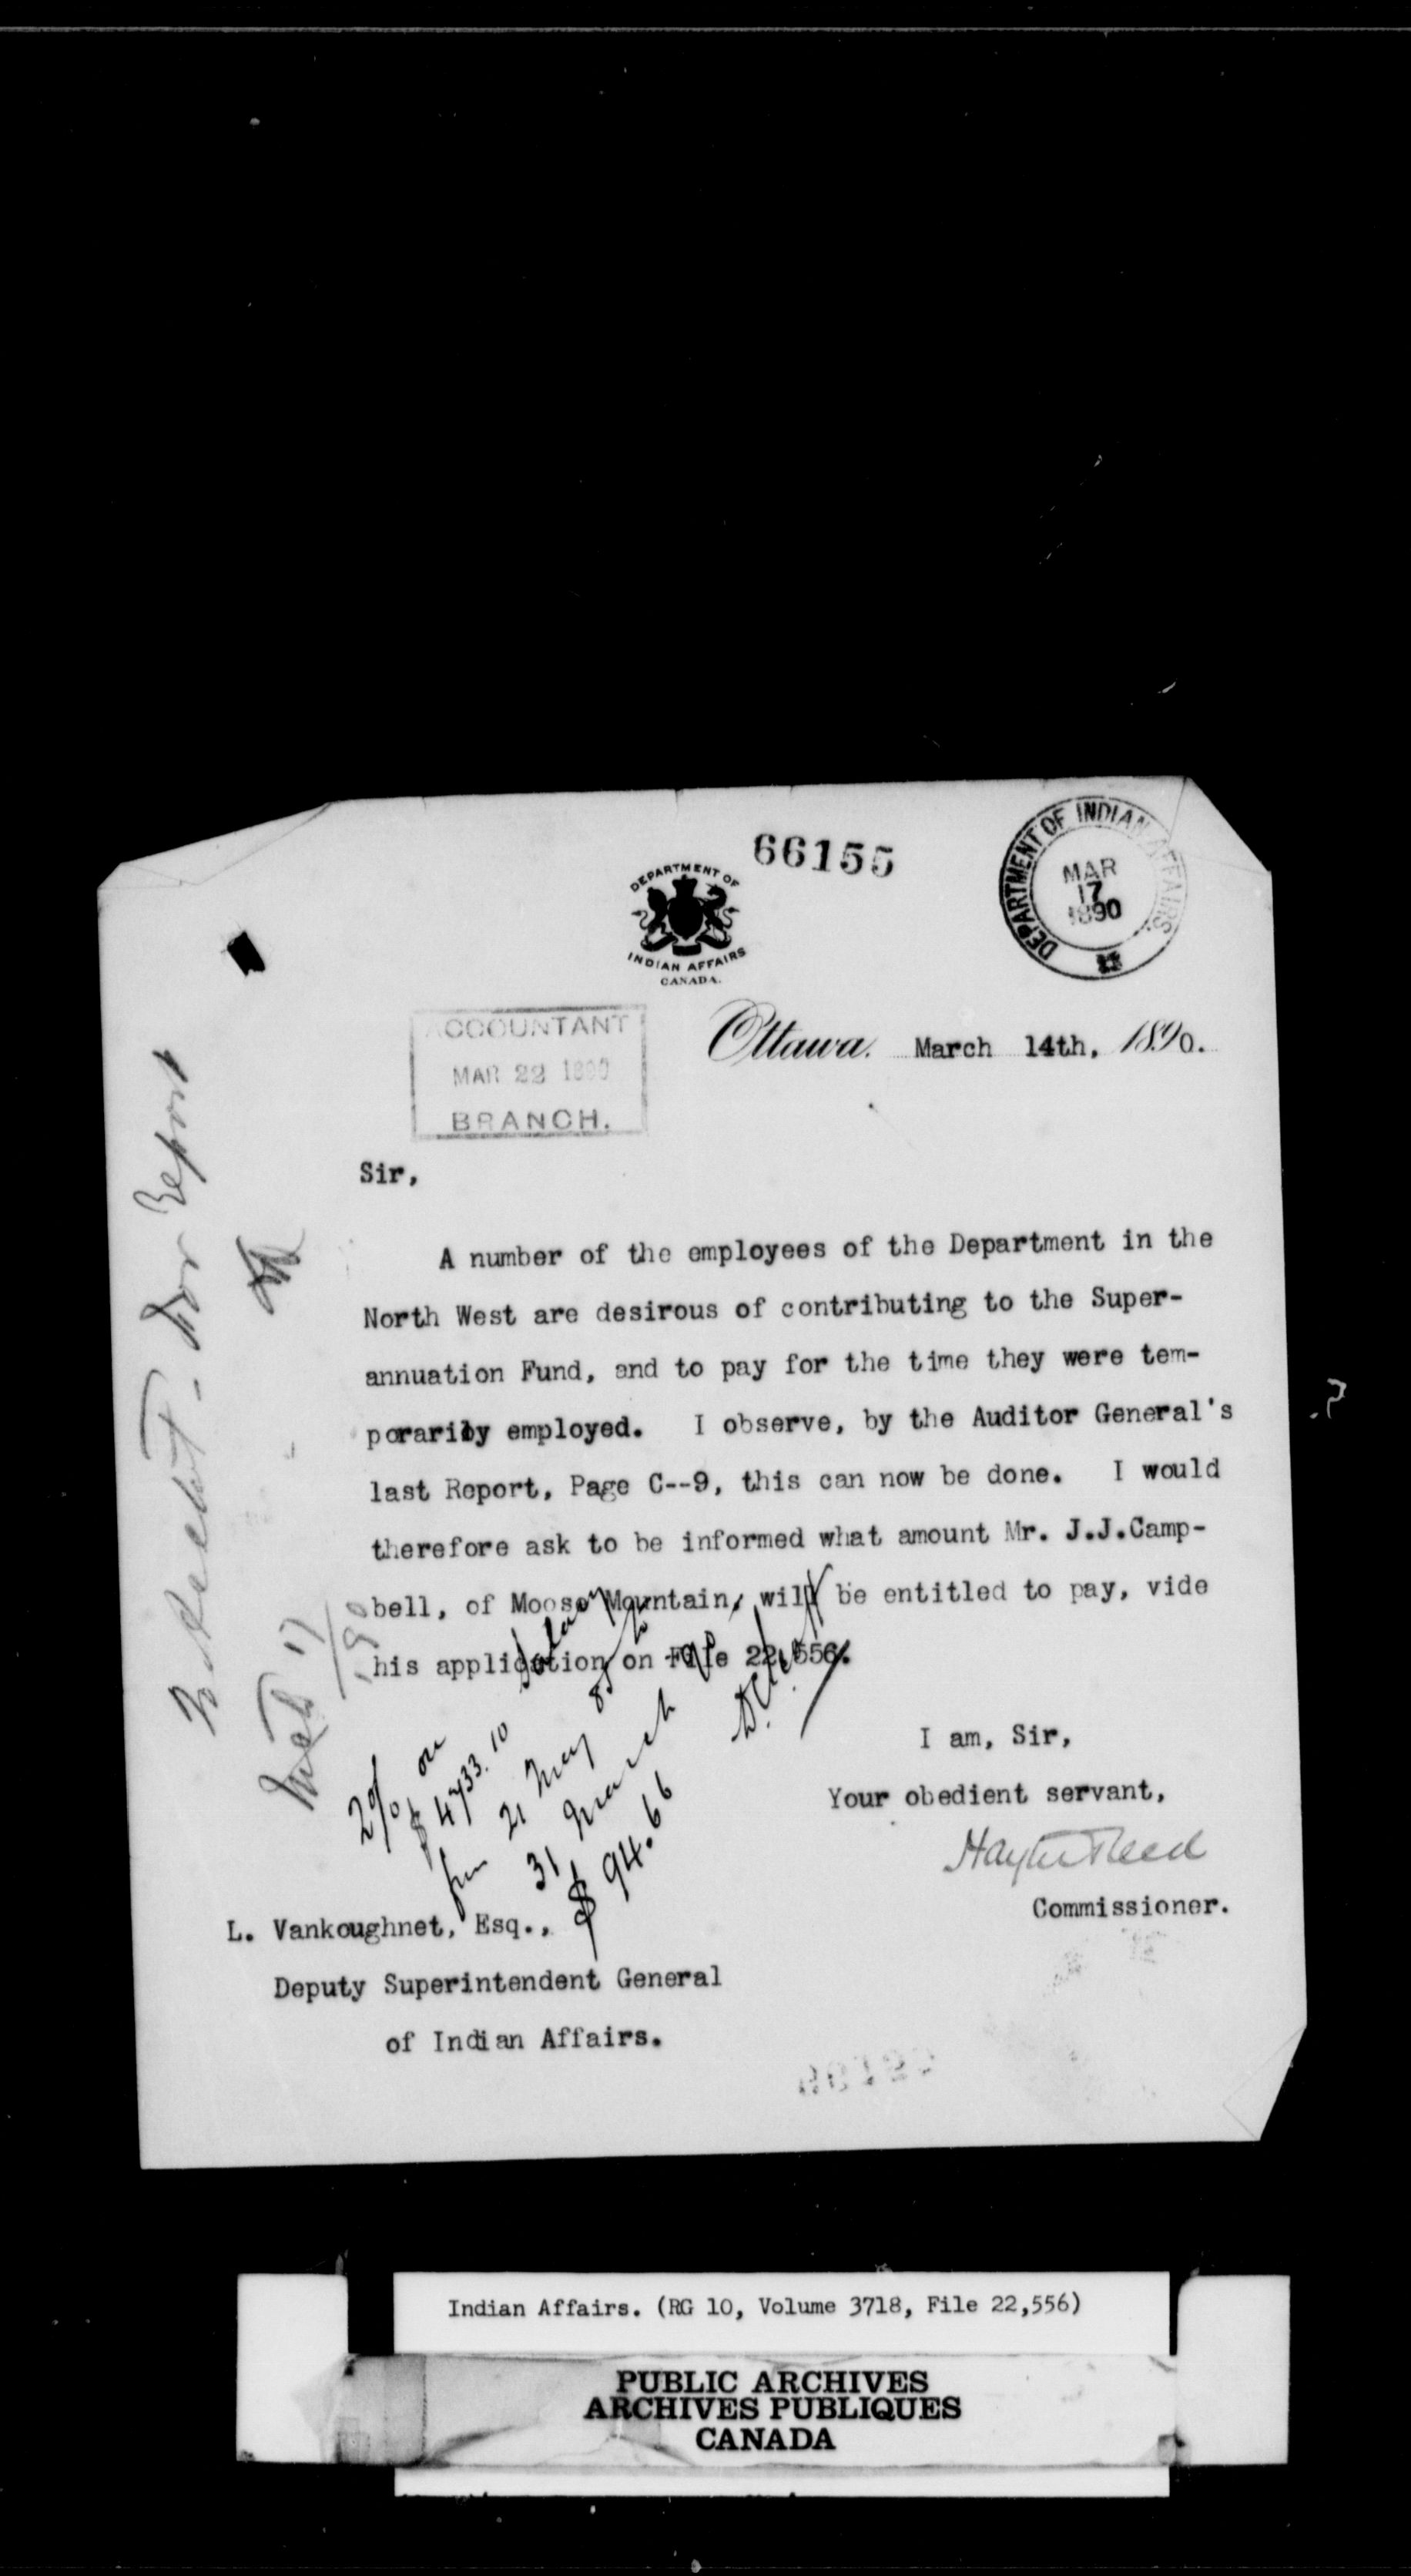 66155
DEPARTMENT OF
INDIAN AFFAIRS
CANADA.
DEPARTMENT OF INDIAN AFFAIRS.
MAR
17
1890
ACCOUNTANT
MAR 22 1890
BRANCH.
Ottawa. March 14th, 1890.
Sir,
A number of the employees of the Department in the
North West are desirous of contributing to the Super-
annuation Fund, and to pay for the time they were tem-
porarily employed. I observe, by the Auditor General's
last Report, Page C--9, this can now be done. I would
therefore ask to be informed what amount Mr. J.J.Camp-
bell, of Moose Mountain, will be entitled to pay, vide
his application on File 22,556.
I am, Sir,
Your obedient servant,
Hayter Reed
Commissioner.
L. Vankoughnet, Esq.,
Deputy Superintendent General
of Indian Affairs.
for Report
2% on
$4733.10 salary
from 21 May 85 to
31 March 90
$94.66
Indian Affairs. (RG 10, Volume 3718, File 22,556)
PUBLIC ARCHIVES
ARCHIVES PUBLIQUES
CANADA